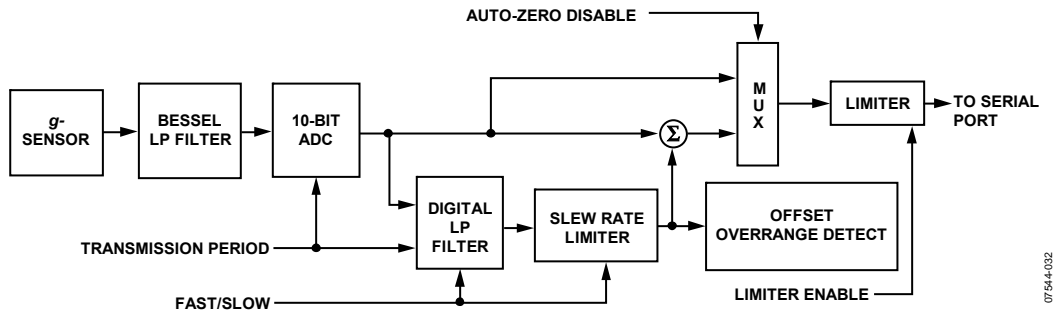 AUTO-ZERO DISABLE
g-
SENSOR
BESSEL
LP FILTER
10-BIT
ADC
Σ
M
U
X
LIMITER
TO SERIAL
PORT
DIGITAL
LP
FILTER
SLEW RATE
LIMITER
OFFSET
OVERRANGE DETECT
TRANSMISSION PERIOD
FAST/SLOW
LIMITER ENABLE
07544-032